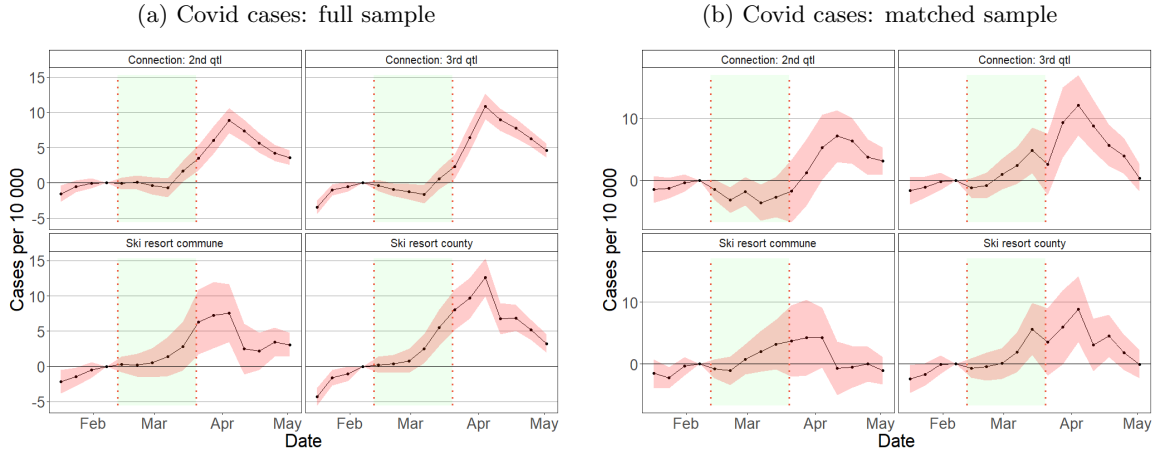 (a) Covid cases: full sample
Connection: 2nd qtl
Connection: 3rd qtl
15
10
5
0
-5
Ski resort commune
Ski resort county
15
10
5
0
-5
Cases per 10 000
Feb Mar Apr May
Feb Mar Apr May
Date
(b) Covid cases: matched sample
Connection: 2nd qtl
Connection: 3rd qtl
10
0
Ski resort commune
Ski resort county
10
0
Cases per 10 000
Feb Mar Apr May
Feb Mar Apr May
Date